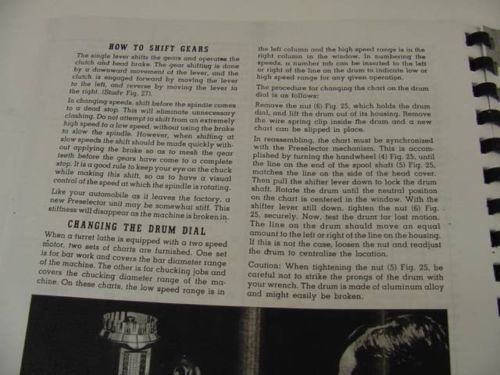 HOW TO SHIFT GEARS
The single lever shifts the gears and operates the
clutch and head brake. The gear shifting is done
by a downward movement of the lever, and the
clutch is engaged forward by moving the lever
to the left, and reverse by moving the lever to
the right. (Study Fig. 27).
In changing speeds, shift before the spindle comes
to a dead stop. This will eliminate unnecessary
clashing. Do not attempt to shift from an extremely
high speed to a low speed, without using the brake
to slow the spindle. However, when shifting at
slow speeds the shift should be made quickly with-
out applying the brake so as to mesh the gear
teeth before the gears have come to a complete
stop. It is a good rule to keep your eye on the chuck
while making this shift, so as to have a visual
control of the speed at which the spindle is rotating.
Like your automobile as it leaves the factory, a
new Preselector unit may be somewhat stiff. This
stiffness will disappear as the machine is broken in.
CHANGING THE DRUM DIAL
When a turret lathe is equipped with a two speed
motor, two sets of charts are furnished. One set
is for bar work and covers the bar diameter range
of the machine. The other is for chucking jobs and
covers the chucking diameter range of the ma-
chine. On these charts, the low speed range is in
the left column and the high speed range is in the
right column in the window. In numbering the
speeds, a number tab can be inserted to the left
or right of the line on the drum to indicate low or
high speed range for any given operation.
The procedure for changing the chart on the drum
dial is as follows:
Remove the nut (6) Fig. 25, which holds the drum
dial, and lift the drum out of its housing. Remove
the wire spring clip inside the drum and a new
chart can be slipped in place.
In reassembling, the chart must be synchronised
with the Preselector mechanism. This is accom-
plished by turning the handwheel (4) Fig. 25, until
the line on the end of the spool shaft (5) Fig. 25,
matches the line on the side of the head cover.
Then pull the shifter lever down to lock the drum
shaft. Rotate the drum until the neutral position
on the chart is centered in the window. With the
shifter lever still down, tighten the nut (6) Fig.
25, securely. Now, test the drum for lost motion.
The line on the drum should move an equal
amount to the left or right of the line on the housing.
If this is not the case, loosen the nut and readjust
the drum to centralise the location.
Caution: When tightening the nut (5) Fig. 25, be
careful not to strike the prongs of the drum with
your wrench. The drum is made of aluminum alloy
and might easily be broken.